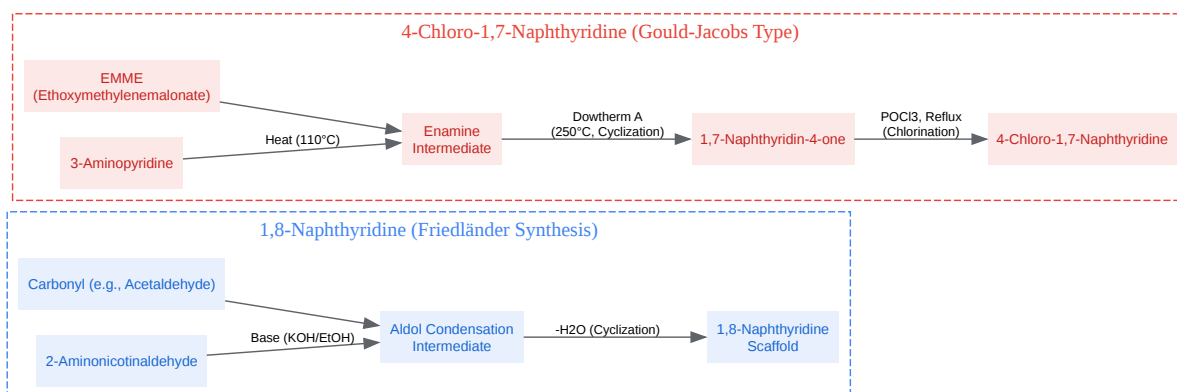 4-Chloro-1,7-Naphthyridine (Gould-Jacobs Type)
EMME
(Ethoxymethylenemalonate)
3-Aminopyridine
Heat (110°C)
Enamine
Intermediate
Dowtherm A
(250°C, Cyclization)
1,7-Naphthyridin-4-one
POCl3, Reflux
(Chlorination)
4-Chloro-1,7-Naphthyridine
1,8-Naphthyridine (Friedländer Synthesis)
Carbonyl (e.g., Acetaldehyde)
2-Aminonicotinaldehyde
Base (KOH/EtOH)
Aldol Condensation
Intermediate
-H2O (Cyclization)
1,8-Naphthyridine
Scaffold